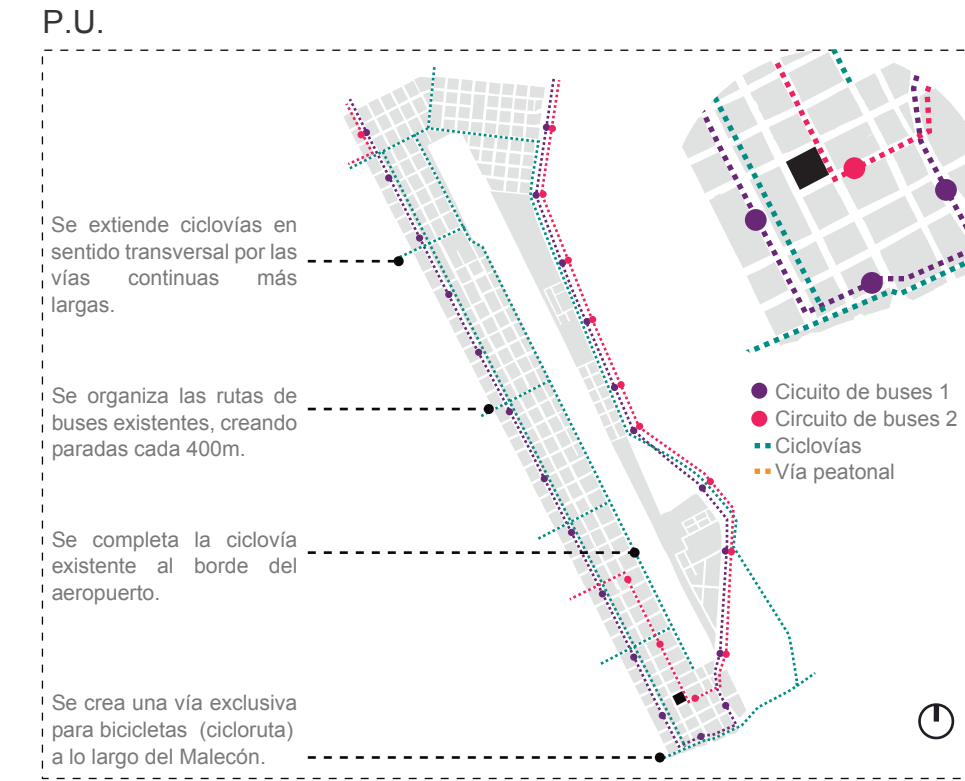 P.U.
Se extiende ciclovías en
sentido transversal por las
vías continuas más
largas.
Se organiza las rutas de
buses existentes, creando
paradas cada 400m.
Se completa la ciclovía
existente al borde del
aeropuerto.
Se crea una vía exclusiva
para bicicletas (cicloruta)
a lo largo del Malecón.
Cicuito de buses 1
Circuito de buses 2
Ciclovías
Vía peatonal